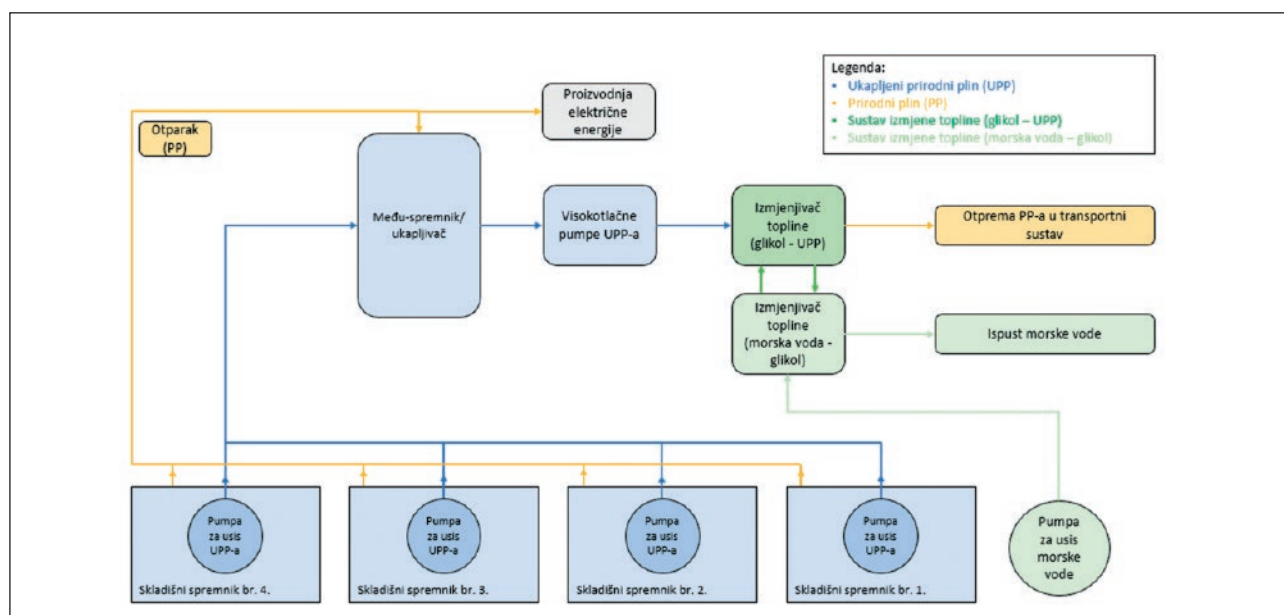 Legenda:
• Ukapljeni prirodni plin (UPP)
• Prirodni plin (PP)
• Sustav izmjene topline (glikol – UPP)
• Sustav izmjene topline (morska voda – glikol)
Otparak
(PP)
Proizvodnja
električne
energije
Među-spremnik/
ukapljivač
Visokotlačne
pumpe UPP-a
Izmjenjivač
topline
(glikol - UPP)
Otprema PP-a u transportni
sustav
Izmjenjivač
topline
(morska voda -
glikol)
Ispust morske vode
Pumpa
za usis
UPP-a
Skladišni spremnik br. 4.
Pumpa
za usis
UPP-a
Skladišni spremnik br. 3.
Pumpa
za usis
UPP-a
Skladišni spremnik br. 2.
Pumpa
za usis
UPP-a
Skladišni spremnik br. 1.
Pumpa
za usis
morske
vode